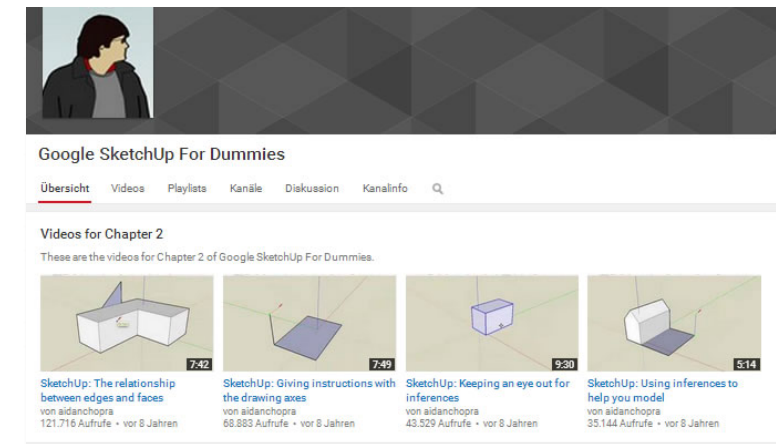 Google SketchUp For Dummies
Übersicht Videos Playlists Kanäle Diskussion Kanalinfo
Videos for Chapter 2
These are the videos for Chapter 2 of Google SketchUp For Dummies.
7:42 7:49 9:30 5:14
SketchUp: The relationship
between edges and faces
von aidanchopra
121.716 Aufrufe • vor 8 Jahren
SketchUp: Giving instructions with
the drawing axes
von aidanchopra
68.883 Aufrufe • vor 8 Jahren
SketchUp: Keeping an eye out for
inferences
von aidanchopra
43.529 Aufrufe • vor 8 Jahren
SketchUp: Using inferences to
help you model
von aidanchopra
35.144 Aufrufe • vor 8 Jahren